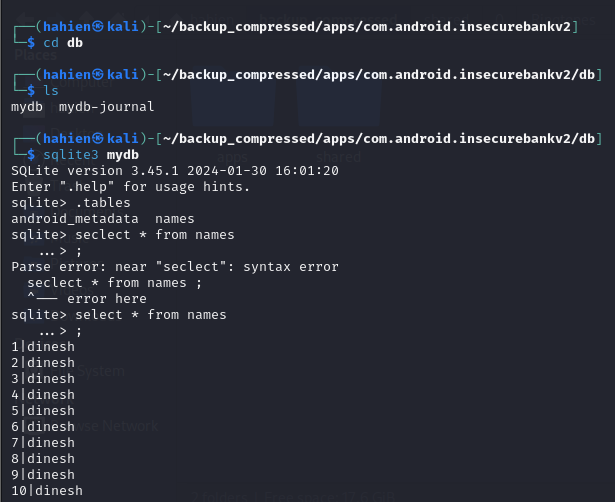 ┌──(hahien㉿kali)-[~/backup_compressed/apps/com.android.insecurebankv2]
└─$ cd db
┌──(hahien㉿kali)-[~/backup_compressed/apps/com.android.insecurebankv2/db]
└─$ ls
mydb  mydb-journal
┌──(hahien㉿kali)-[~/backup_compressed/apps/com.android.insecurebankv2/db]
└─$ sqlite3 mydb
SQLite version 3.45.1 2024-01-30 16:01:20
Enter ".help" for usage hints.
sqlite> .tables
android_metadata  names
sqlite> seclect * from names
   ...> ;
Parse error: near "seclect": syntax error
  seclect * from names ;
  ^--- error here
sqlite> select * from names
   ...> ;
1|dinesh
2|dinesh
3|dinesh
4|dinesh
5|dinesh
6|dinesh
7|dinesh
8|dinesh
9|dinesh
10|dinesh